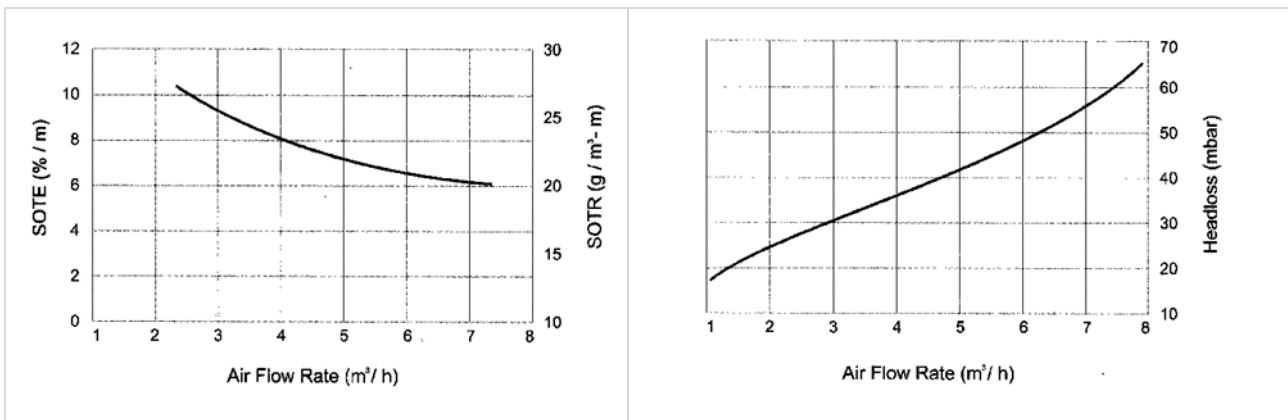 12
10
8
6
4
2
0
SOTE (% / m)
30
25
20
15
10
SOTR (g / m³- m)
1 2 3 4 5 6 7 8
Air Flow Rate (m³/ h)
70
60
50
40
30
20
10
Headloss (mbar)
1 2 3 4 5 6 7 8
Air Flow Rate (m³/ h)